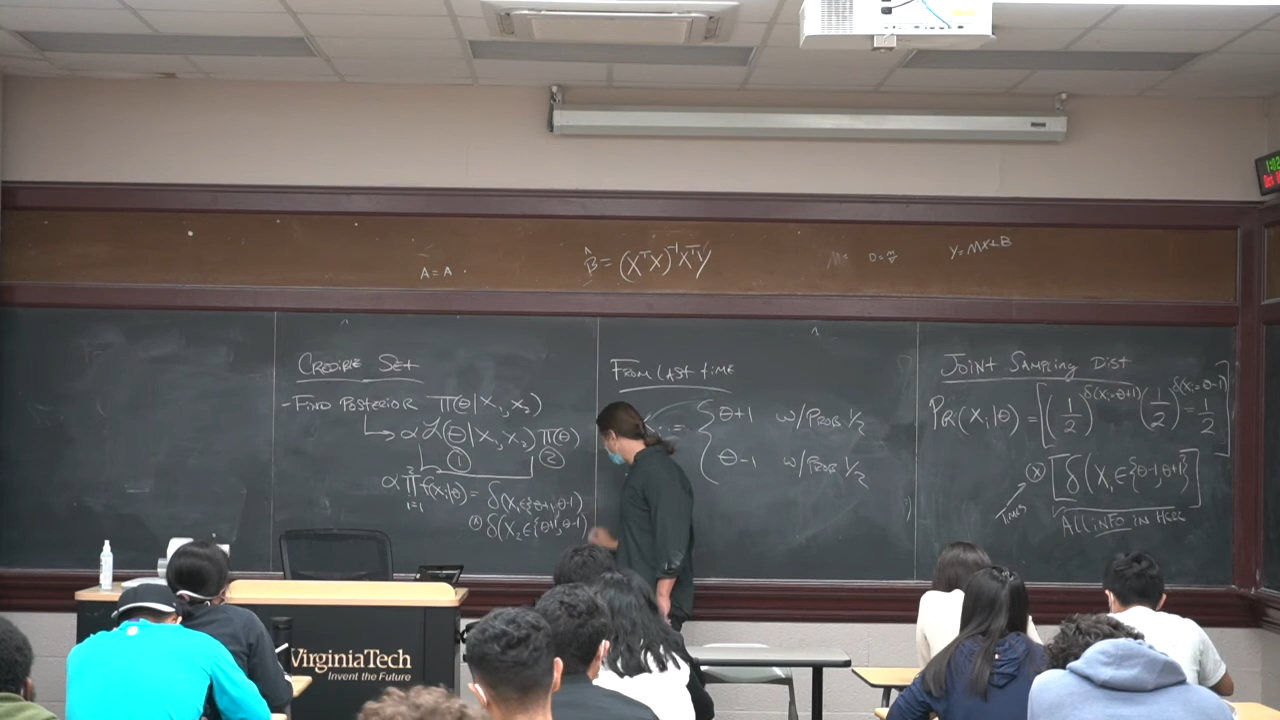 A = A .
B̂ = (XᵀX)⁻¹XᵀY
D = m/v
Y = MX + B
CREDIBLE SET
- FIND POSTERIOR π(θ|X₁,X₂)
↳ α ℒ(θ|X₁,X₂) π(θ)
① ②
α ∏²ᵢ₌₁ f(Xᵢ|θ) = δ(X₁∈{θ+1,θ-1})
⊗ δ(X₂∈{θ+1,θ-1})
FROM LAST TIME
= { θ+1 w/PROB 1/2
θ-1 w/PROB 1/2
JOINT SAMPLING DIST
PR(Xᵢ|θ) = [(1/2)^δ(Xᵢ=θ+1) (1/2)^δ(Xᵢ=θ-1) = 1/2]
⊗ [δ(Xᵢ∈{θ-1,θ+1})]
TIMES
ALL INFO IN HERE
VirginiaTech
Invent the Future